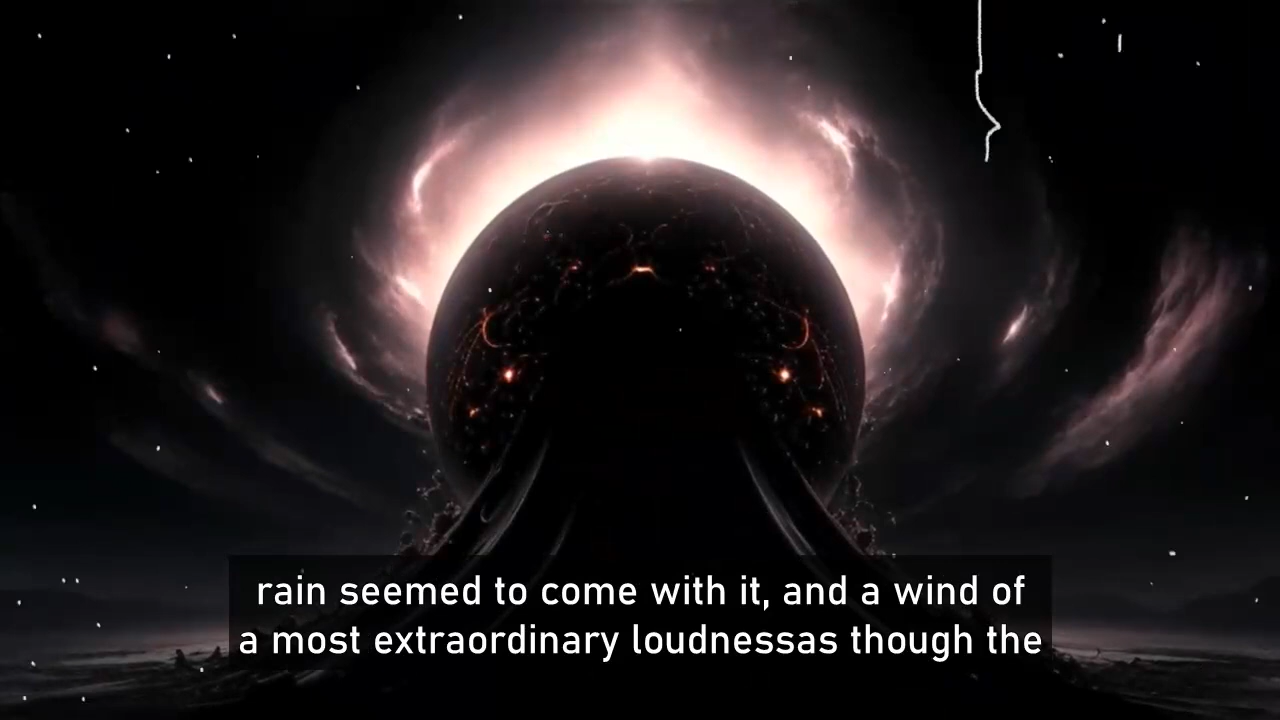 rain seemed to come with it, and a wind of
a most extraordinary loudnessas though the